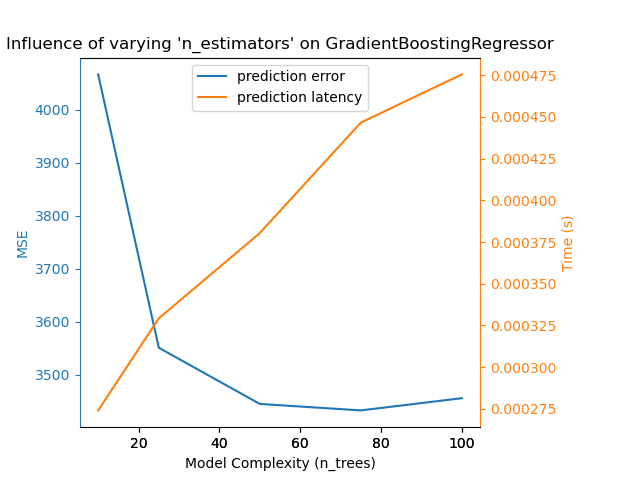 Influence of varying 'n_estimators' on GradientBoostingRegressor
prediction error
prediction latency
MSE
4000
3900
3800
3700
3600
3500
0.000475
0.000450
0.000425
0.000400
0.000375
0.000350
0.000325
0.000300
0.000275
Time (s)
20 40 60 80 100
Model Complexity (n_trees)